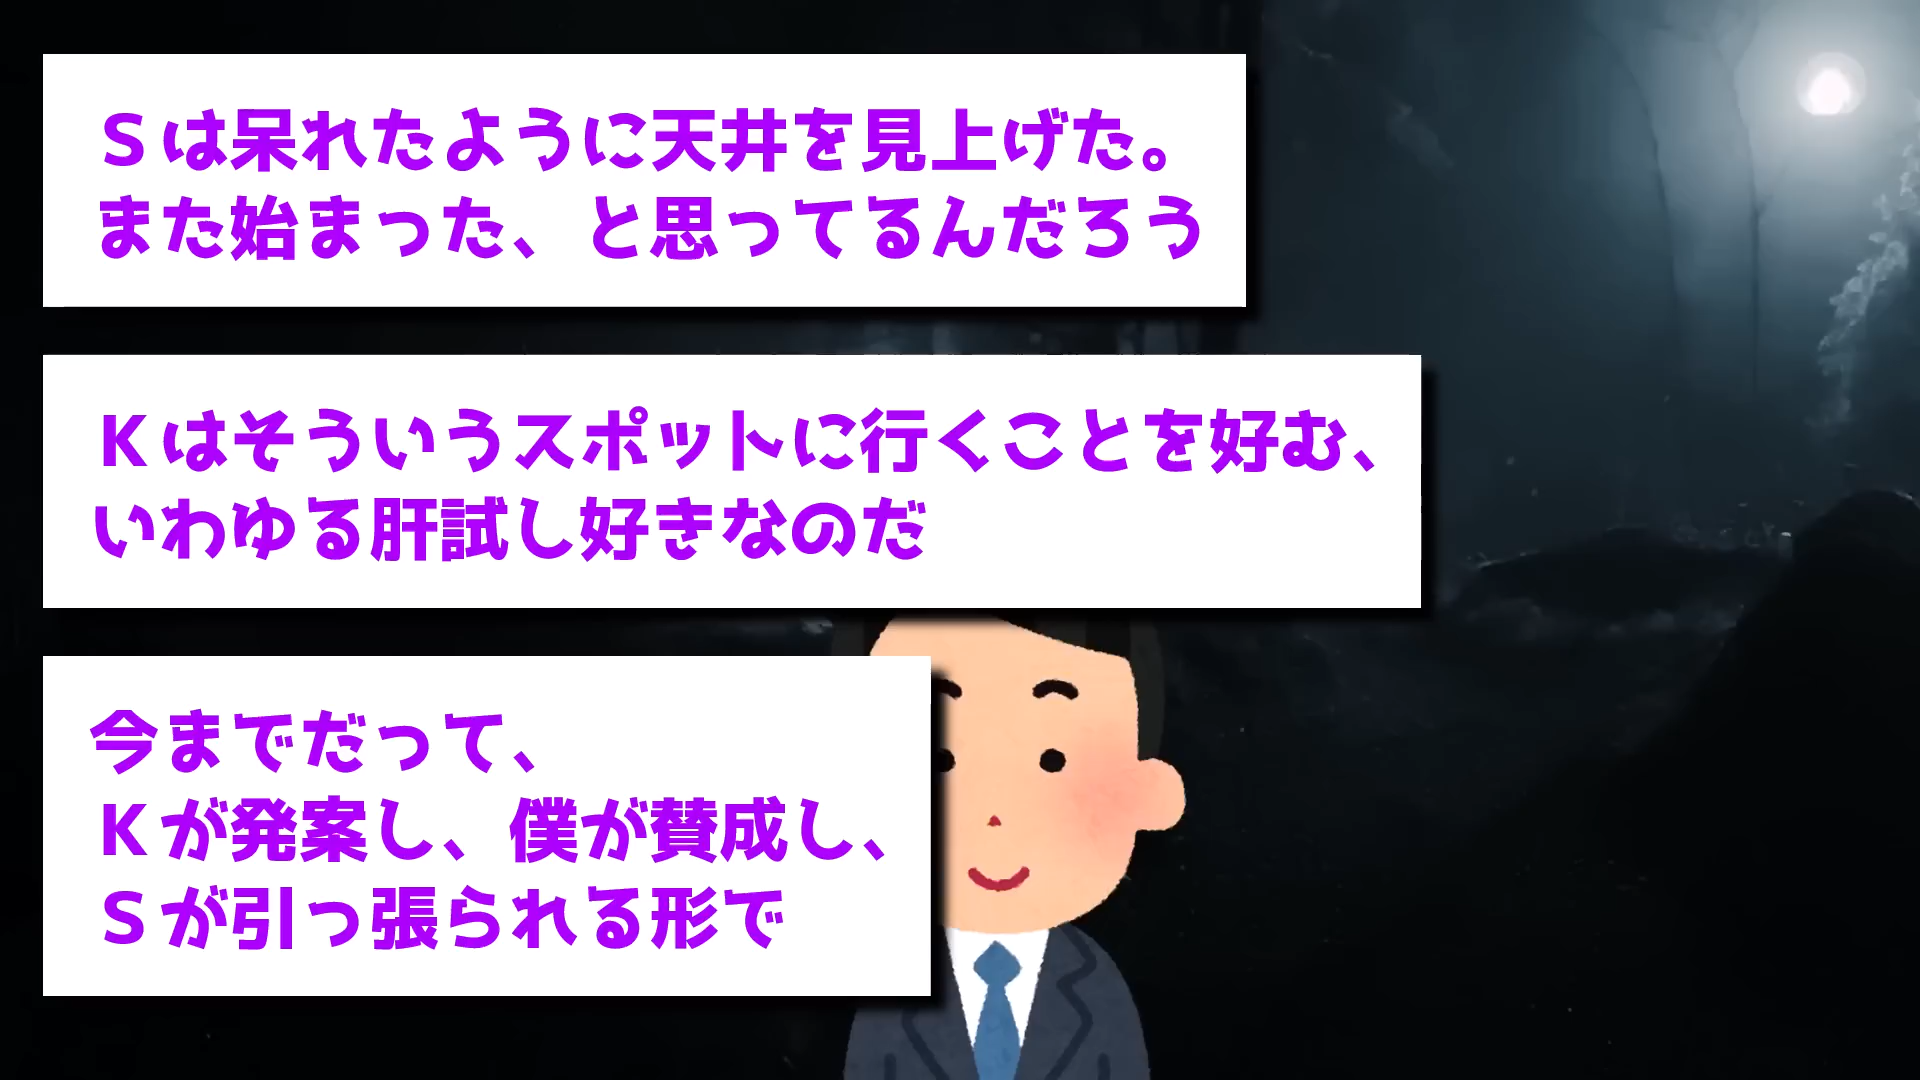 Ｓは呆れたように天井を見上げた。
また始まった、と思ってるんだろう
Ｋはそういうスポットに行くことを好む、
いわゆる肝試し好きなのだ
今までだって、
Ｋが発案し、僕が賛成し、
Ｓが引っ張られる形で